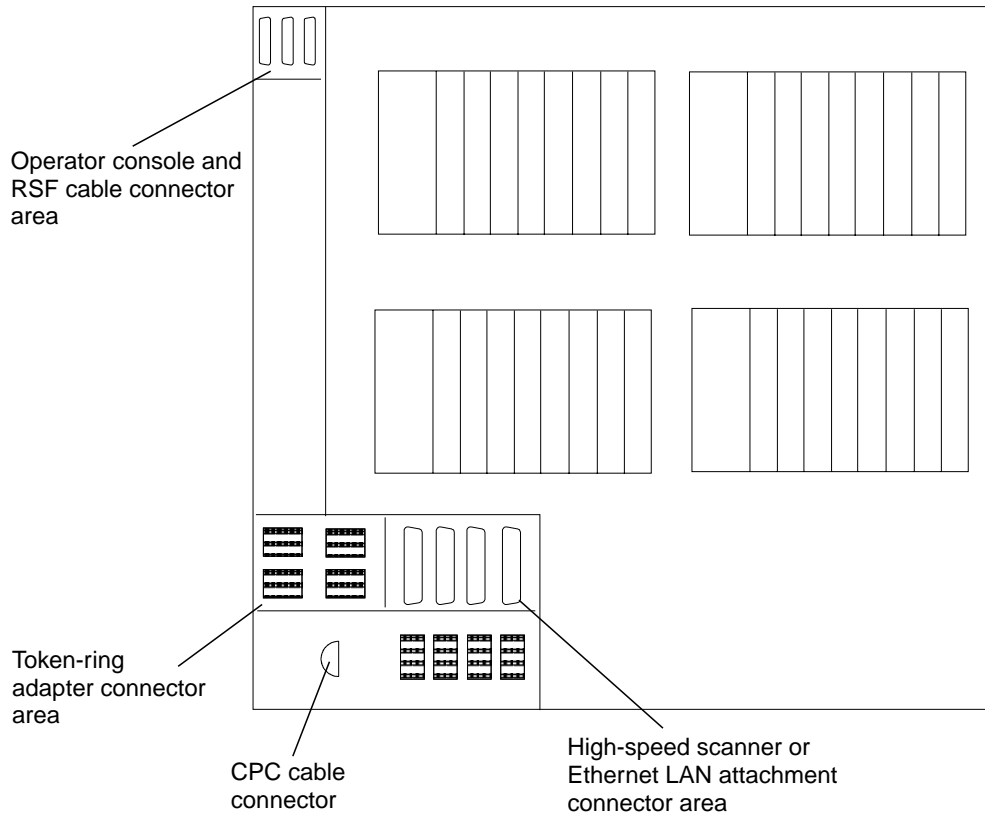 Operator console and
RSF cable connector
area
Token-ring
adapter connector
area
CPC cable
connector
High-speed scanner or
Ethernet LAN attachment
connector area